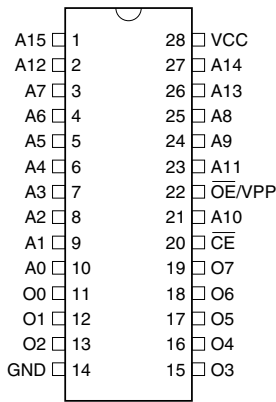 A15 1 28 VCC
A12 2 27 A14
A7 3 26 A13
A6 4 25 A8
A5 5 24 A9
A4 6 23 A11
A3 7 22 O̅E̅/VPP
A2 8 21 A10
A1 9 20 C̅E̅
A0 10 19 O7
O0 11 18 O6
O1 12 17 O5
O2 13 16 O4
GND 14 15 O3